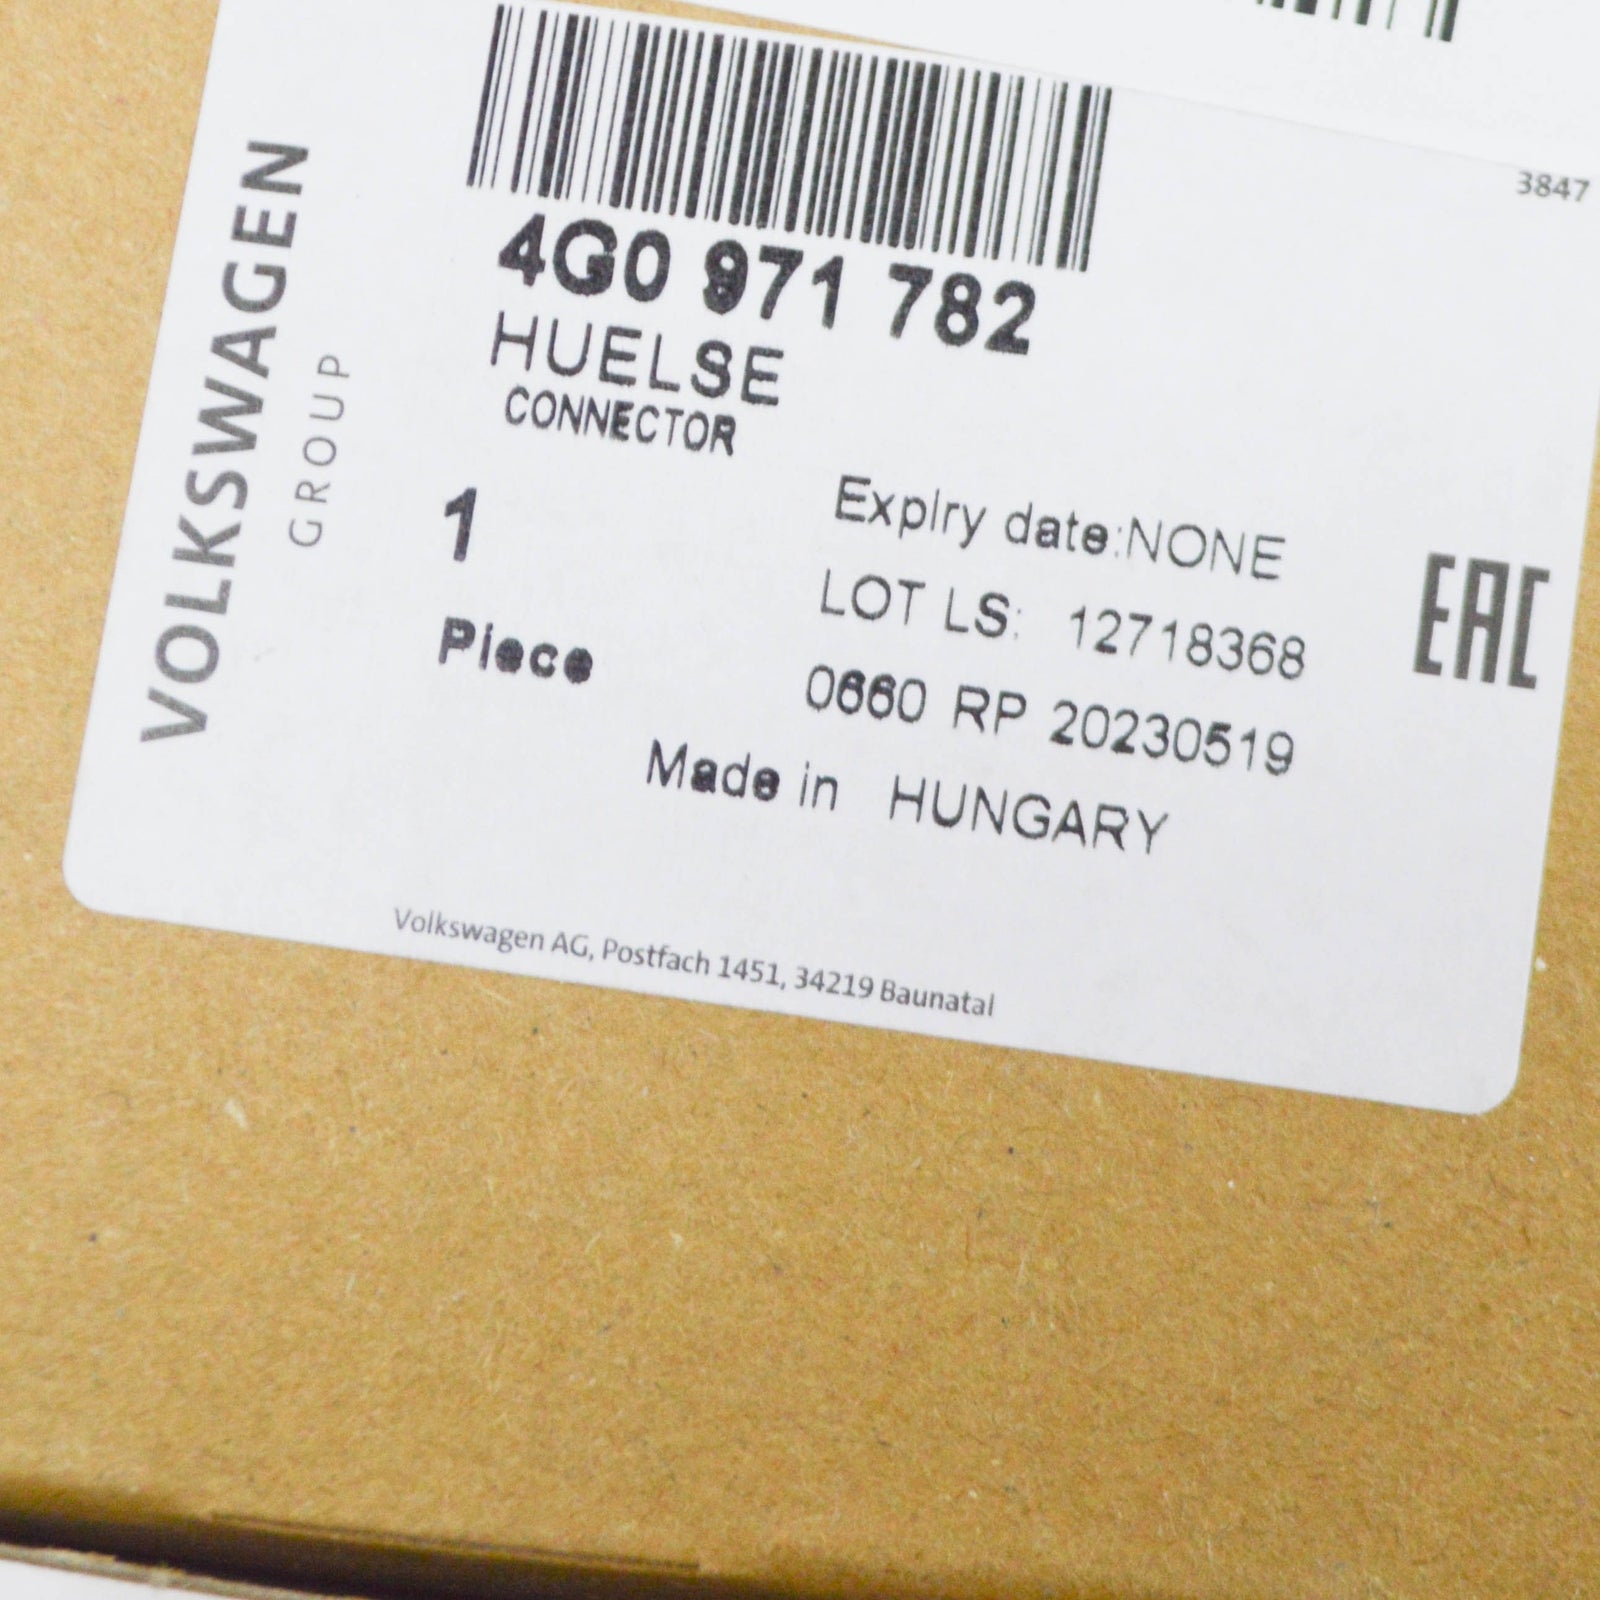 3847
VOLKSWAGEN
GROUP
4G0 971 782
HUELSE
CONNECTOR
1
Piece
Expiry date:NONE
LOT LS: 12718368
0660 RP 20230519
Made in HUNGARY
EAC
Volkswagen AG, Postfach 1451, 34219 Baunatal